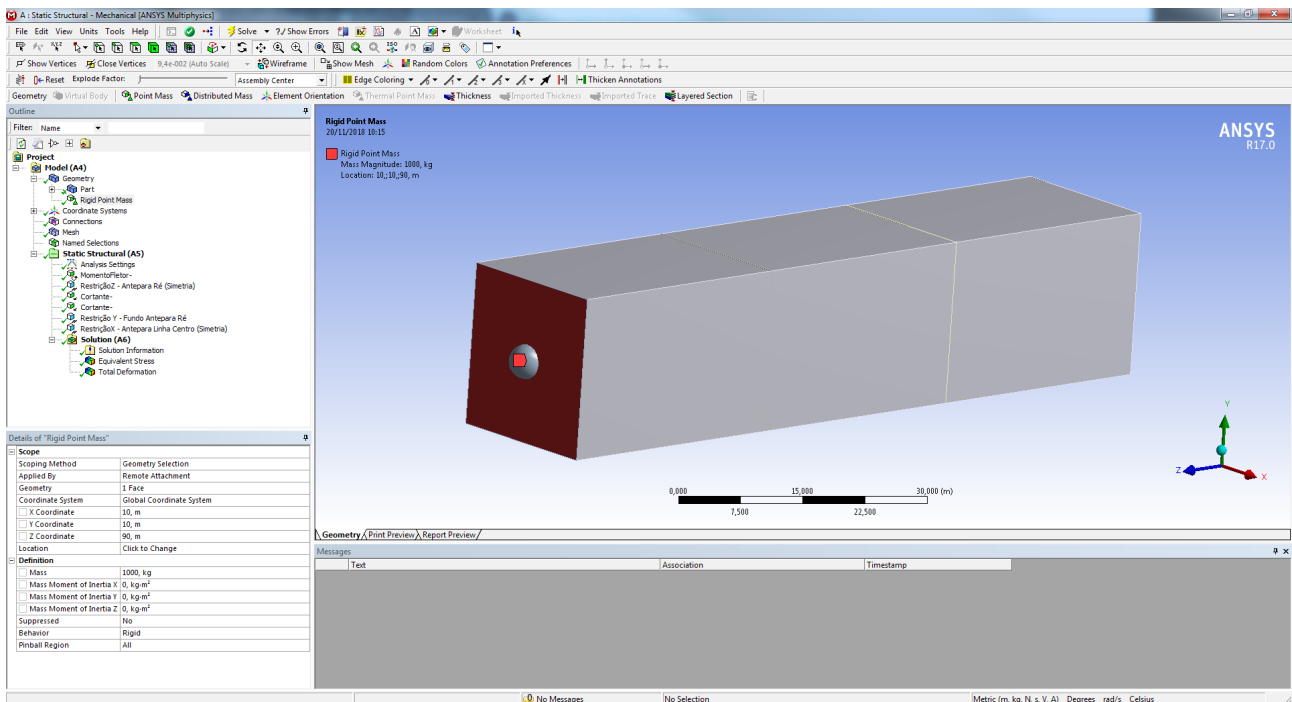 A : Static Structural - Mechanical [ANSYS Multiphysics]
File Edit View Units Tools Help Solve ?/ Show Errors Worksheet
Show Vertices Close Vertices 9,4e-002 (Auto Scale) Wireframe Show Mesh Random Colors Annotation Preferences
Reset Explode Factor: Assembly Center Edge Coloring Thicken Annotations
Geometry Virtual Body Point Mass Distributed Mass Element Orientation Thermal Point Mass Thickness Imported Thickness Imported Trace Layered Section
Outline
Filter: Name
Project
Model (A4)
Geometry
Part
Rigid Point Mass
Coordinate Systems
Connections
Mesh
Named Selections
Static Structural (A5)
Analysis Settings
MomentoFletor-
RestriçãoZ - Antepara Ré (Simetria)
Cortante-
Cortante-
Restrição Y - Fundo Antepara Ré
RestriçãoX - Antepara Linha Centro (Simetria)
Solution (A6)
Solution Information
Equivalent Stress
Total Deformation
Details of "Rigid Point Mass"
Scope
Scoping Method Geometry Selection
Applied By Remote Attachment
Geometry 1 Face
Coordinate System Global Coordinate System
X Coordinate 10, m
Y Coordinate 10, m
Z Coordinate 90, m
Location Click to Change
Definition
Mass 1000, kg
Mass Moment of Inertia X 0, kg·m²
Mass Moment of Inertia Y 0, kg·m²
Mass Moment of Inertia Z 0, kg·m²
Suppressed No
Behavior Rigid
Pinball Region All
Rigid Point Mass
20/11/2018 10:15
Rigid Point Mass
Mass Magnitude: 1000, kg
Location: 10,;10,;90, m
ANSYS
R17.0
Y
Z
X
0,000 15,000 30,000 (m)
7,500 22,500
Geometry Print Preview Report Preview
Messages
Text Association Timestamp
0 No Messages No Selection Metric (m, kg, N, s, V, A) Degrees rad/s Celsius